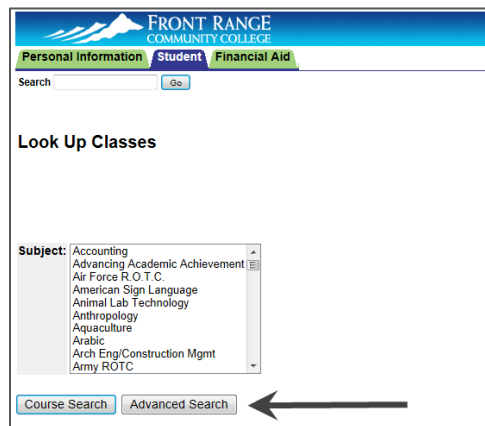 FRONT RANGE
COMMUNITY COLLEGE
Personal Information Student Financial Aid
Search Go
Look Up Classes
Subject: Accounting
Advancing Academic Achievement
Air Force R.O.T.C.
American Sign Language
Animal Lab Technology
Anthropology
Aquaculture
Arabic
Arch Eng/Construction Mgmt
Army ROTC
Course Search Advanced Search